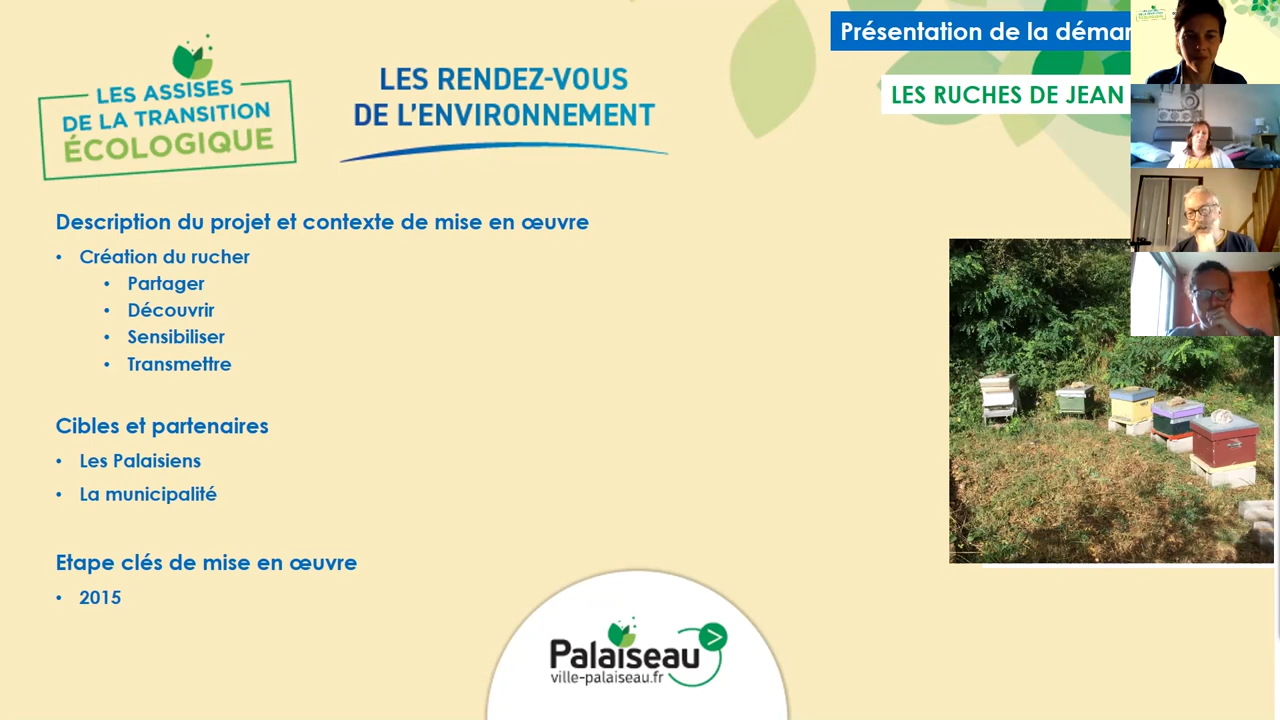 LES ASSISES
DE LA TRANSITION
ÉCOLOGIQUE
LES RENDEZ-VOUS
DE L'ENVIRONNEMENT
Présentation de la démar
LES RUCHES DE JEAN
Description du projet et contexte de mise en œuvre
• Création du rucher
• Partager
• Découvrir
• Sensibiliser
• Transmettre
Cibles et partenaires
• Les Palaisiens
• La municipalité
Etape clés de mise en œuvre
• 2015
Palaiseau
ville-palaiseau.fr